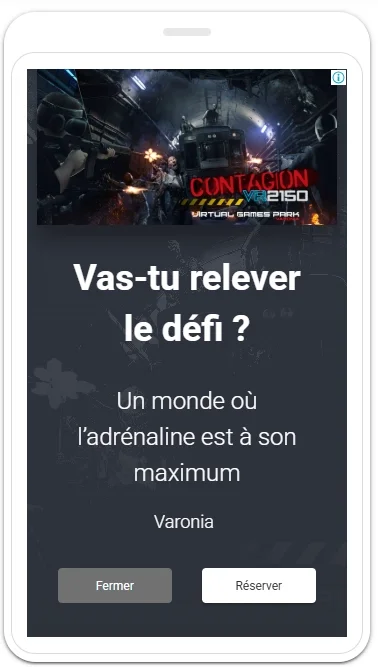 CONTAGION
VR2150
VIRTUAL GAMES PARK
Vas-tu relever
le défi ?
Un monde où
l’adrénaline est à son
maximum
Varonia
Fermer
Réserver